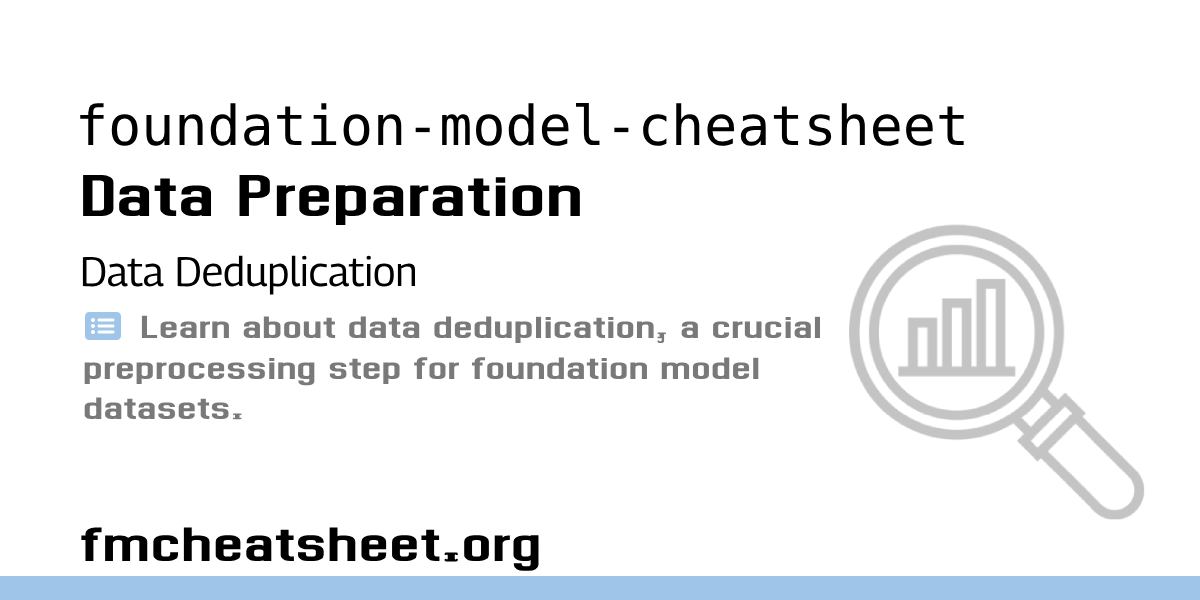 foundation-model-cheatsheet
Data Preparation
Data Deduplication
Learn about data deduplication, a crucial
preprocessing step for foundation model
datasets.
fmcheatsheet.org